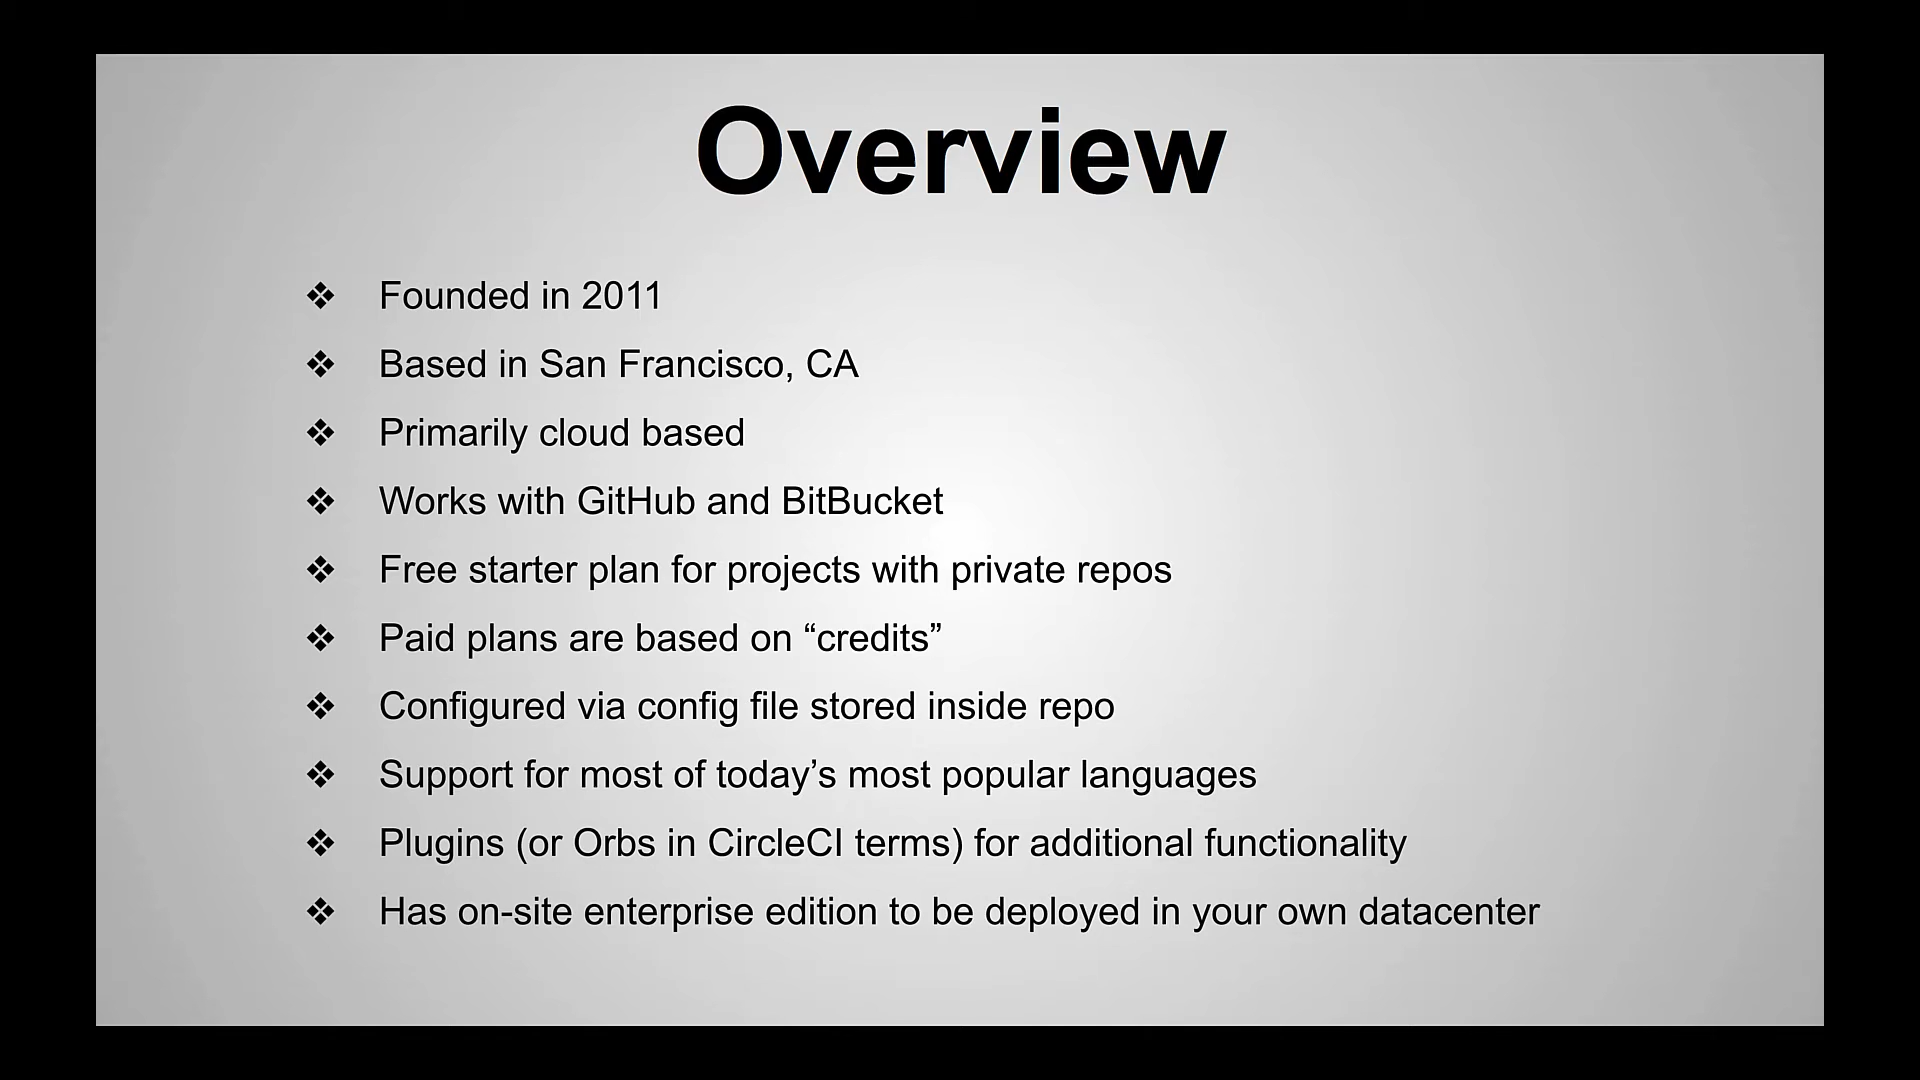 Overview
❖ Founded in 2011
❖ Based in San Francisco, CA
❖ Primarily cloud based
❖ Works with GitHub and BitBucket
❖ Free starter plan for projects with private repos
❖ Paid plans are based on “credits”
❖ Configured via config file stored inside repo
❖ Support for most of today’s most popular languages
❖ Plugins (or Orbs in CircleCI terms) for additional functionality
❖ Has on-site enterprise edition to be deployed in your own datacenter